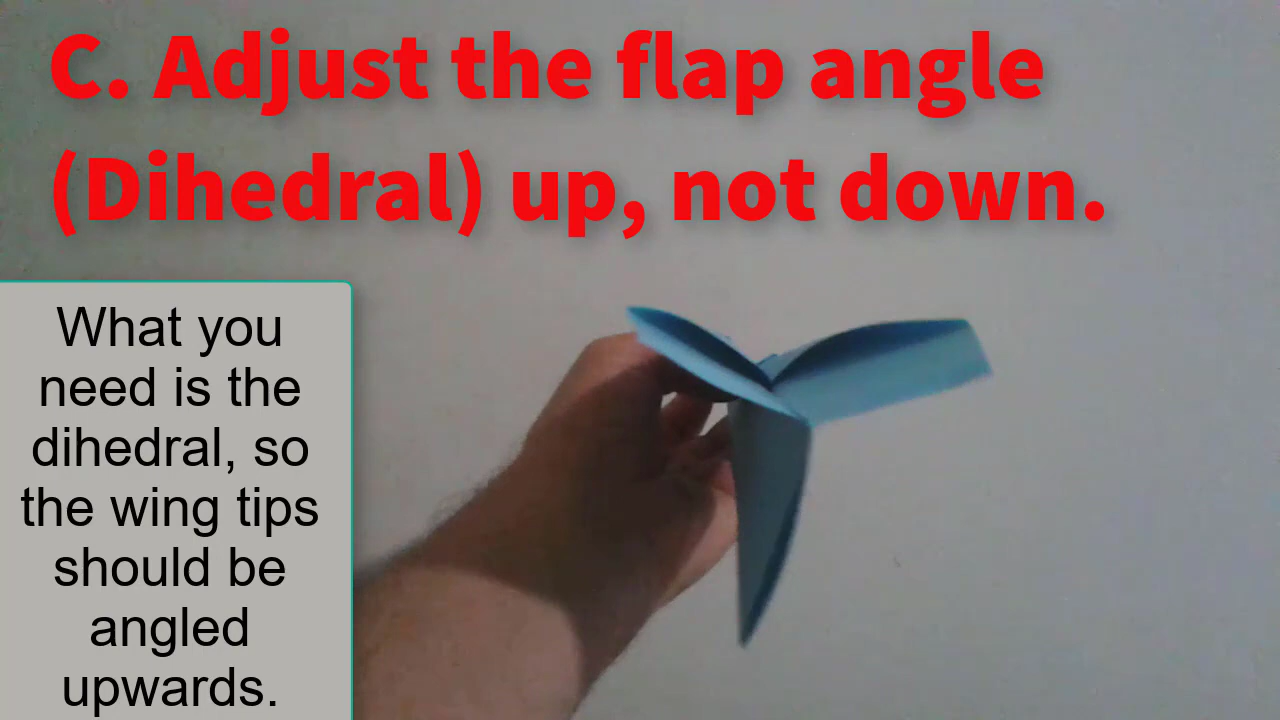 C. Adjust the flap angle
(Dihedral) up, not down.
What you
need is the
dihedral, so
the wing tips
should be
angled
upwards.